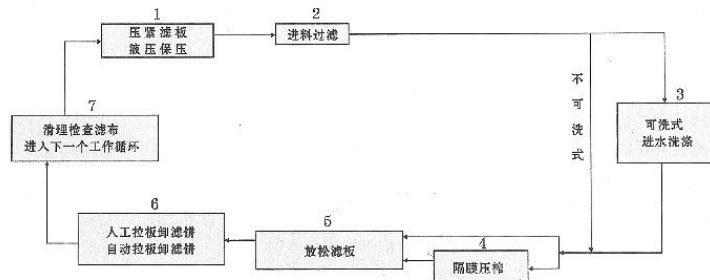 1
压紧滤板
液压保压
2
进料过滤
不可洗式
3
可洗式
进水洗涤
4
隔膜压缩
5
放松滤板
6
人工拉板卸滤饼
自动拉板卸滤饼
7
清理检查滤布
进入下一个工作循环